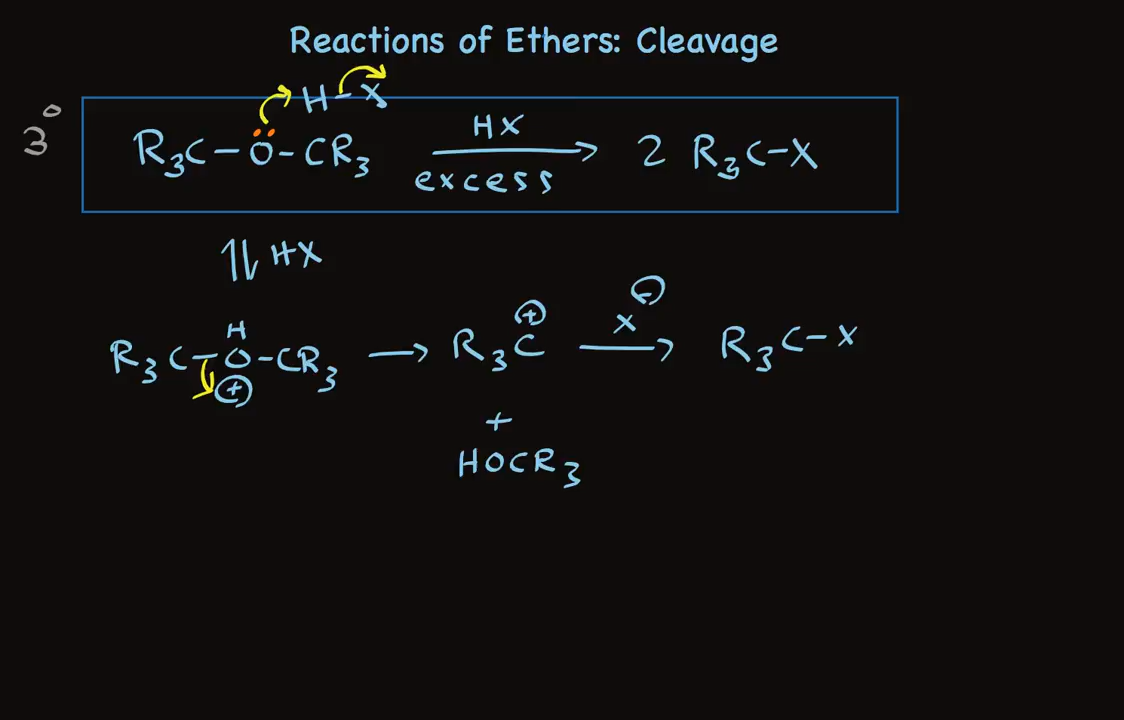 Reactions of Ethers: Cleavage
H-X
3° R₃C-O-CR₃ HX excess 2 R₃C-X
⇌ HX
R₃C-O-CR₃ H ⊕ → R₃C ⊕ X ⊖ → R₃C-X
+
HOCR₃